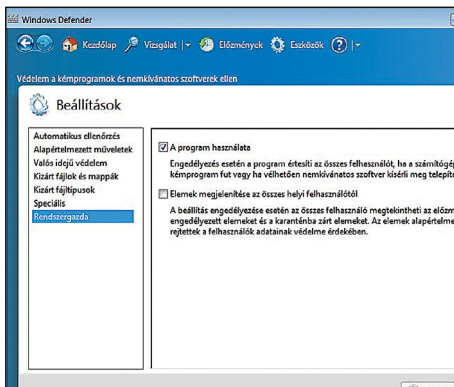 Windows Defender
Kezdőlap Vizsgálat Előzmények Eszközök ?
Védelem a kémprogramok és nemkívánatos szoftverek ellen
Beállítások
Automatikus ellenőrzés
Alapértelmezett műveletek
Valós idejű védelem
Kizárt fájlok és mappák
Kizárt fájltípusok
Speciális
Rendszergazda
A program használata
Engedélyezés esetén a program értesíti az összes felhasználót, ha a számítógép
kémprogram fut vagy ha vélhetően nemkívánatos szoftver kísérli meg telepít
Elemek megjelenítése az összes helyi felhasználótól
A beállítás engedélyezése esetén az összes felhasználó megtekintheti az előzm
engedélyezett elemeket és a karanténba zárt elemeket. Az elemek alapértelme
rejtettek a felhasználók adatainak védelme érdekében.